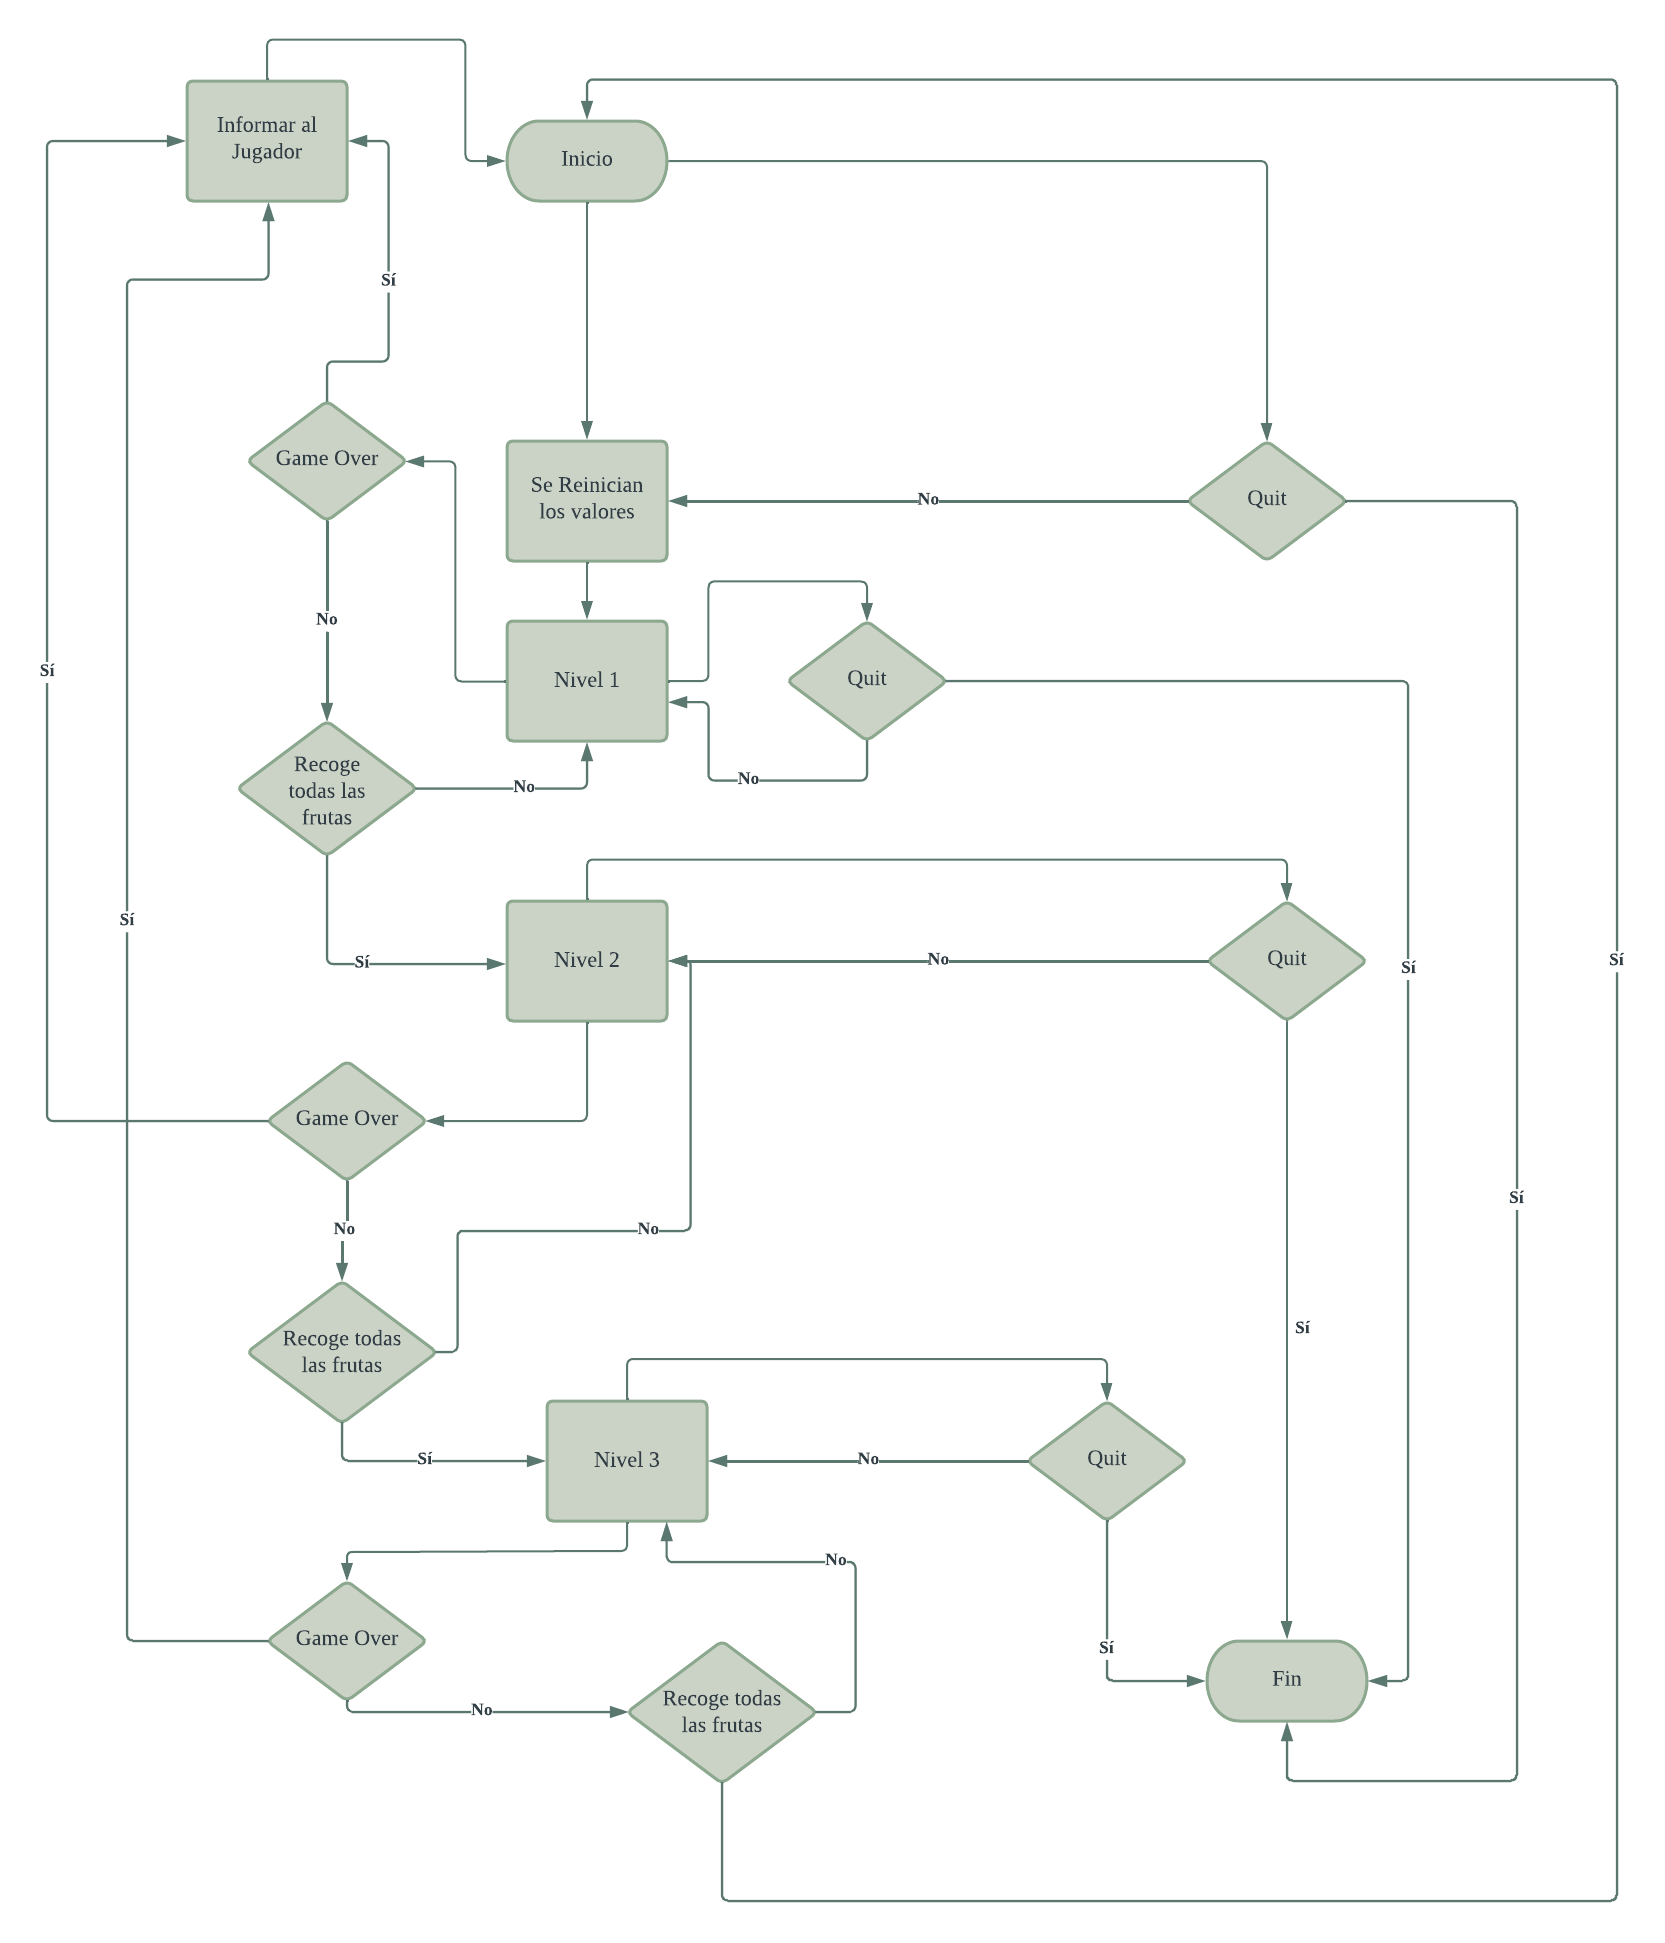 Informar al
Jugador
Inicio
Sí
Game Over
Se Reinician
los valores
No
Quit
No
Sí
Nivel 1
Quit
Recoge
todas las
frutas
No
No
Sí
Sí
Nivel 2
No
Quit
Sí
Sí
Game Over
Sí
No
No
Recoge todas
las frutas
Sí
Sí
Nivel 3
No
Quit
No
Game Over
Sí
Recoge todas
las frutas
No
Fin